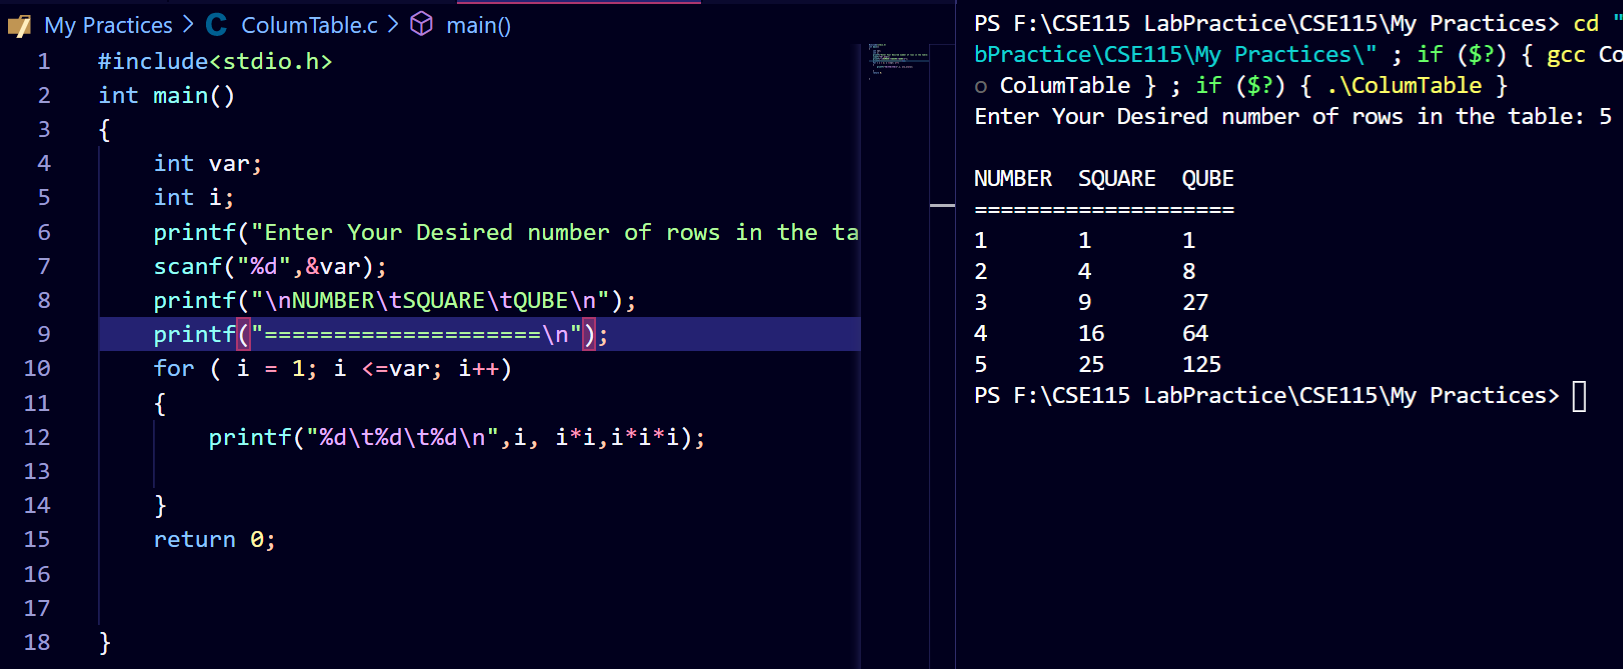 My Practices > C ColumTable.c > main()
1 #include<stdio.h>
2 int main()
3 {
4 int var;
5 int i;
6 printf("Enter Your Desired number of rows in the ta
7 scanf("%d",&var);
8 printf("\nNUMBER\tSQUARE\tQUBE\n");
9 printf("====================\n");
10 for ( i = 1; i <=var; i++)
11 {
12 printf("%d\t%d\t%d\n",i, i*i,i*i*i);
13
14 }
15 return 0;
16
17
18 }
PS F:\CSE115 LabPractice\CSE115\My Practices> cd "
bPractice\CSE115\My Practices\" ; if ($?) { gcc Co
o ColumTable } ; if ($?) { .\ColumTable }
Enter Your Desired number of rows in the table: 5
NUMBER SQUARE QUBE
====================
1 1 1
2 4 8
3 9 27
4 16 64
5 25 125
PS F:\CSE115 LabPractice\CSE115\My Practices>